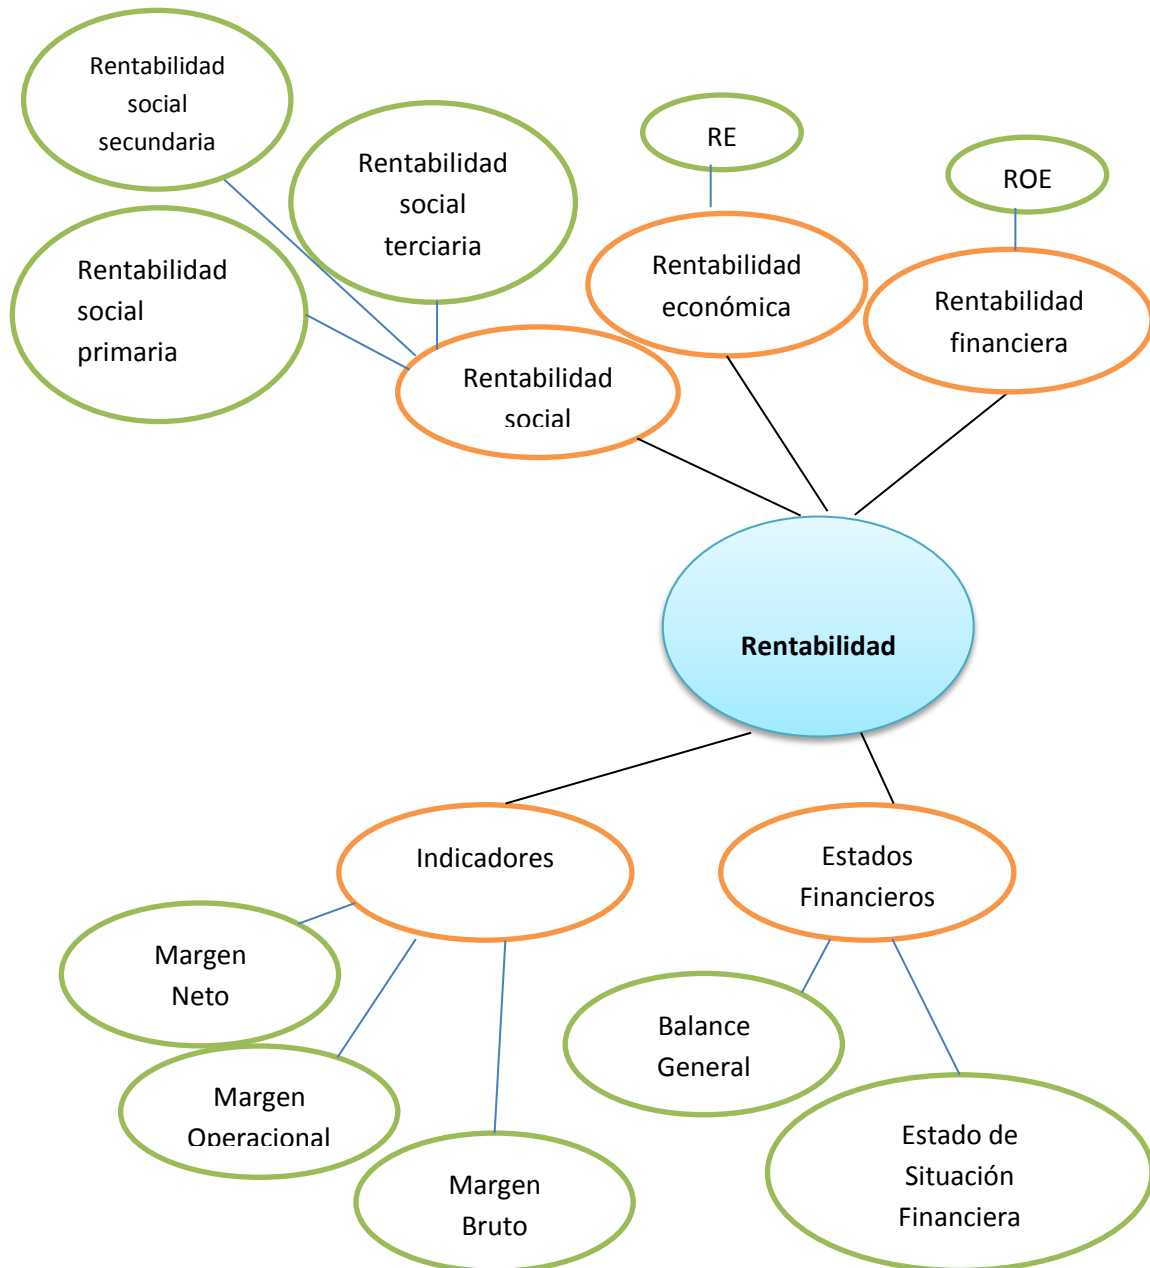 Rentabilidad
social
secundaria
Rentabilidad
social
terciaria
RE
ROE
Rentabilidad
social
primaria
Rentabilidad
económica
Rentabilidad
financiera
Rentabilidad
social
Rentabilidad
Indicadores
Estados
Financieros
Margen
Neto
Balance
General
Margen
Operacional
Margen
Bruto
Estado de
Situación
Financiera